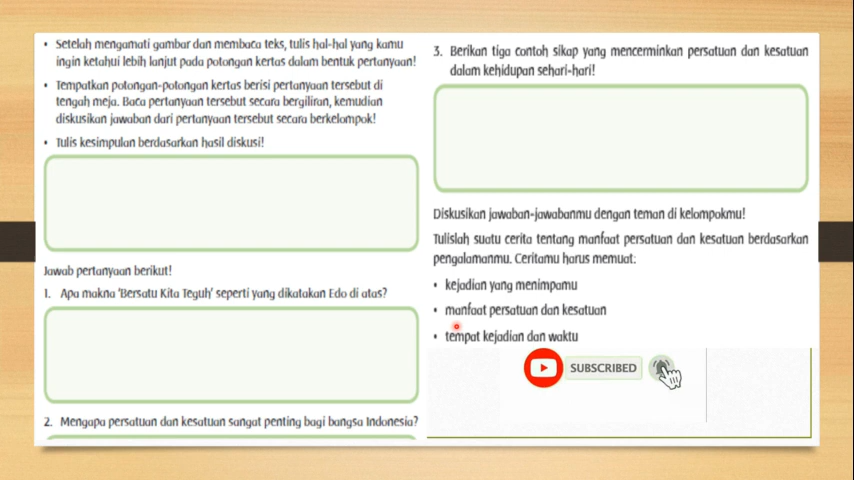 • Setelah mengamati gambar dan membaca teks, tulis hal-hal yang kamu
ingin ketahui lebih lanjut pada potongan kertas dalam bentuk pertanyaan!
• Tempatkan potongan-potongan kertas berisi pertanyaan tersebut di
tengah meja. Baca pertanyaan tersebut secara bergiliran, kemudian
diskusikan jawaban dari pertanyaan tersebut secara berkelompok!
• Tulis kesimpulan berdasarkan hasil diskusi!
Jawab pertanyaan berikut!
1. Apa makna 'Bersatu Kita Teguh' seperti yang dikatakan Edo di atas?
2. Mengapa persatuan dan kesatuan sangat penting bagi bangsa Indonesia?
3. Berikan tiga contoh sikap yang mencerminkan persatuan dan kesatuan
dalam kehidupan sehari-hari!
Diskusikan jawaban-jawabanmu dengan teman di kelompokmu!
Tulislah suatu cerita tentang manfaat persatuan dan kesatuan berdasarkan
pengalamanmu. Ceritamu harus memuat:
• kejadian yang menimpamu
• manfaat persatuan dan kesatuan
• tempat kejadian dan waktu
SUBSCRIBED